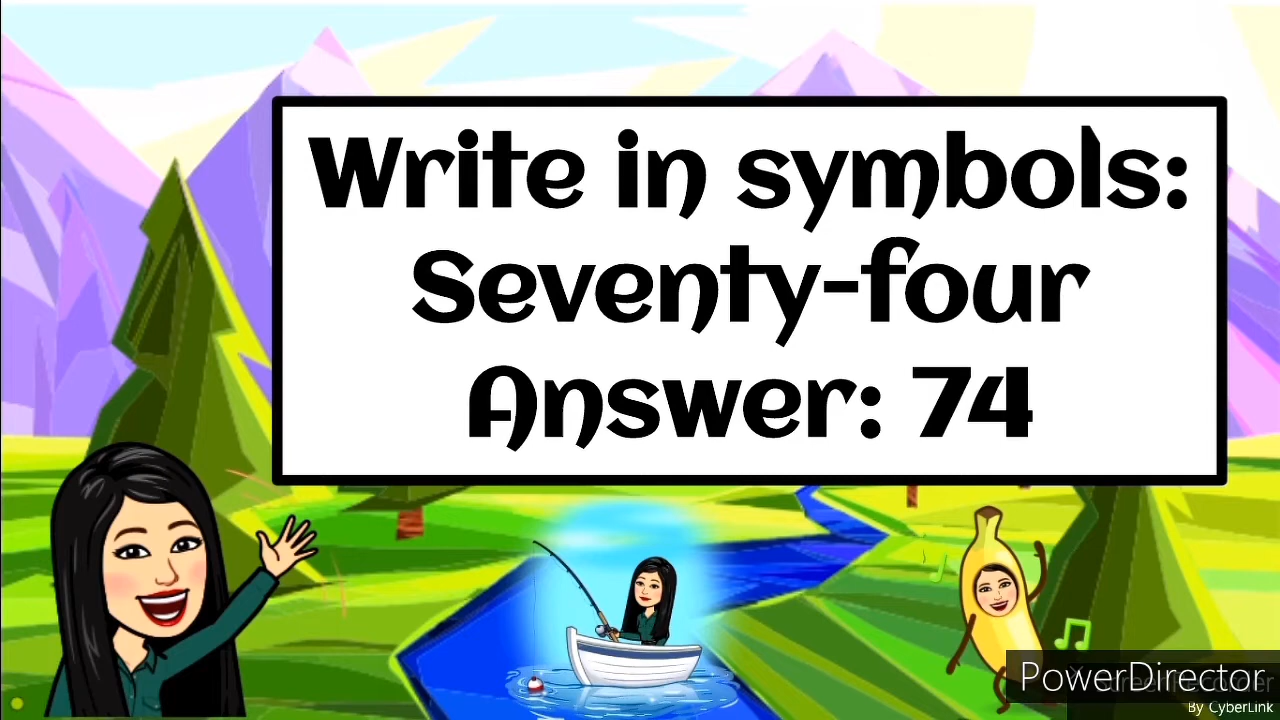 Write in symbols:
Seventy-four
Answer: 74
PowerDirector
By CyberLink